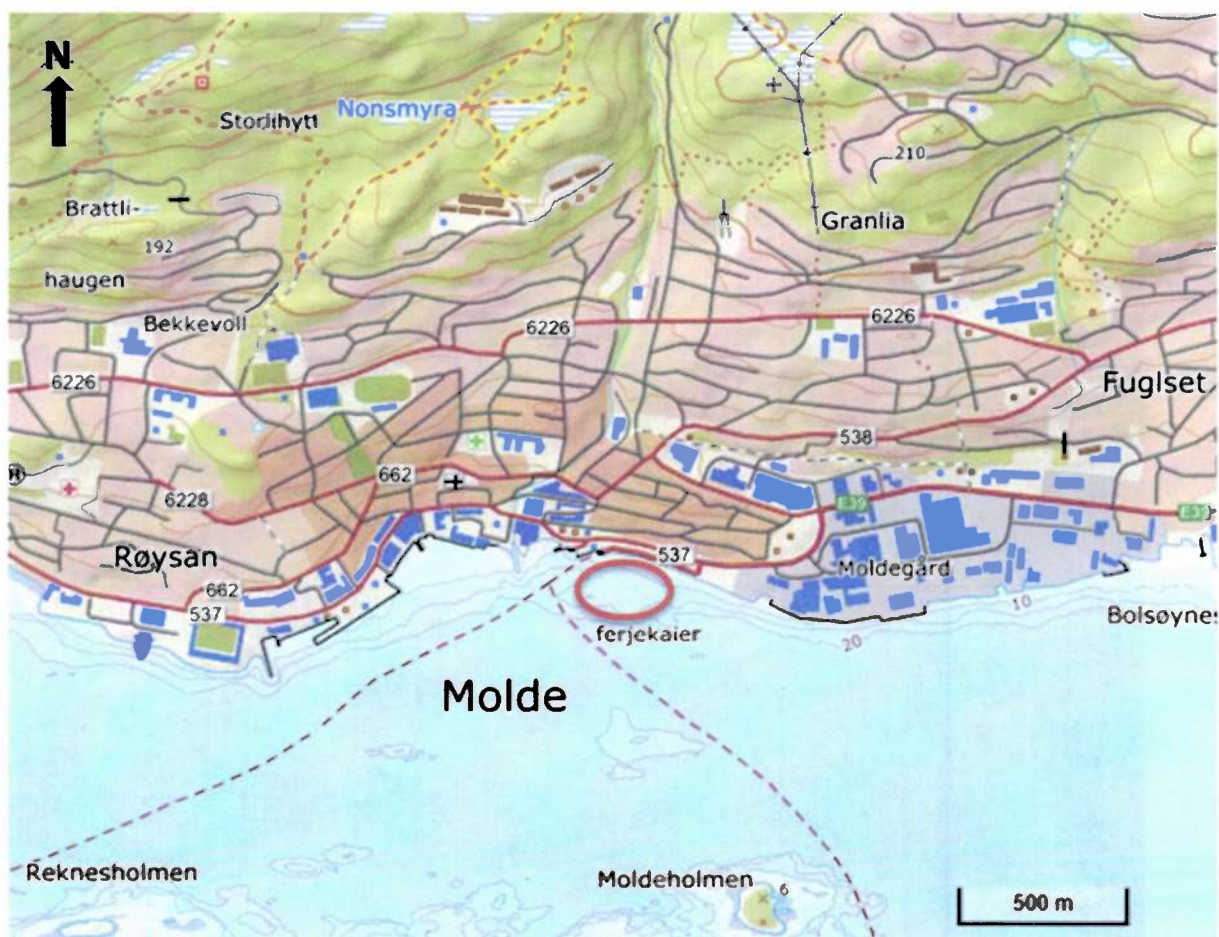 N
Storlihytt
Nonsmyra
210
Brattli-
haugen
192
Granlia
Bekkevoll
6226
6226
6226
Fuglset
538
662
6228
E39
E39
H
Røysan
537
Moldegård
662
537
10
Bolsøynes
ferjekaier
20
Molde
Reknesholmen
Moldeholmen
6
500 m